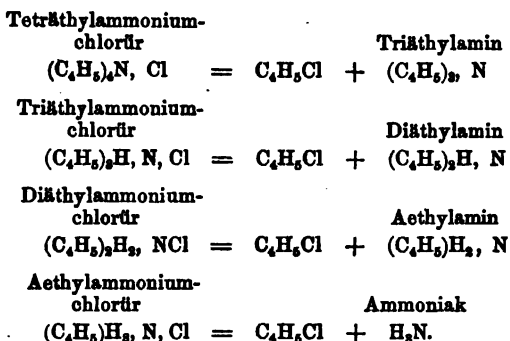 Teträthylammonium-
chlorür Triäthylamin
(C₄H₅)₄N, Cl = C₄H₅Cl + (C₄H₅)₃, N
Triäthylammonium-
chlorür Diäthylamin
(C₄H₅)₃H, N, Cl = C₄H₅Cl + (C₄H₅)₂H, N
Diäthylammonium-
chlorür Aethylamin
(C₄H₅)₂H₂, NCl = C₄H₅Cl + (C₄H₅)H₂, N
Aethylammonium-
chlorür Ammoniak
(C₄H₅)H₃, N, Cl = C₄H₅Cl + H₃N.